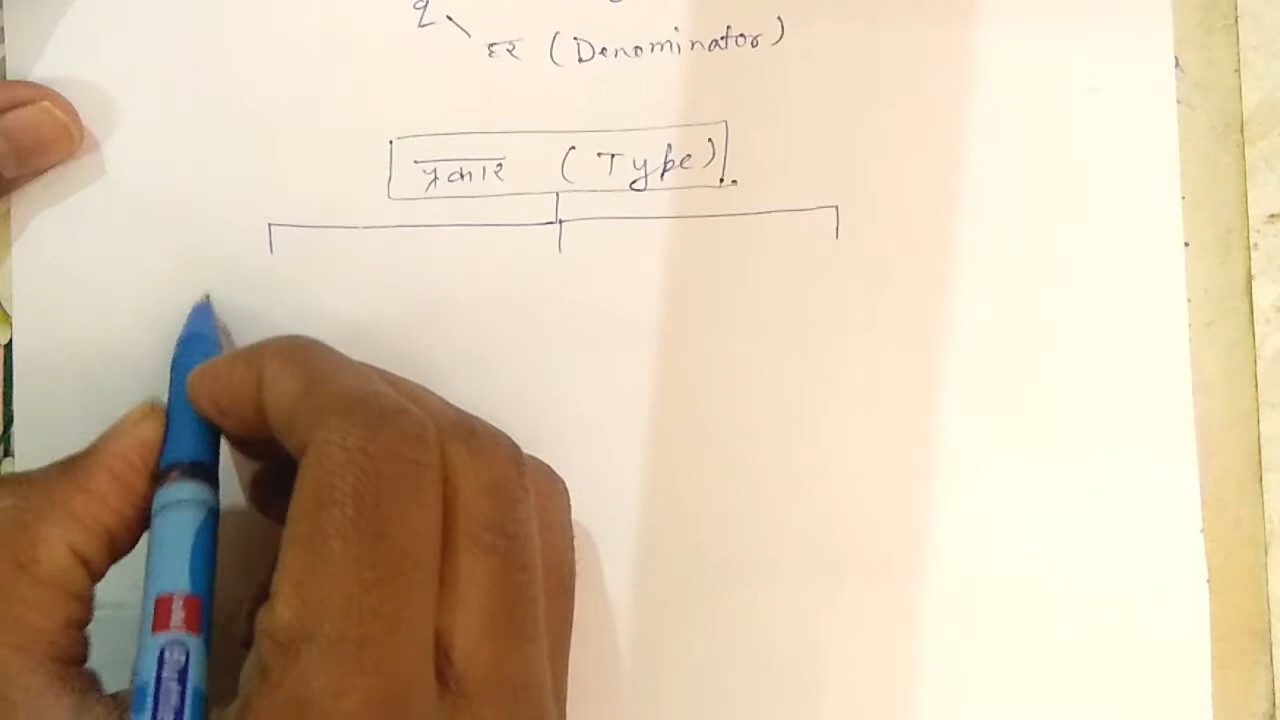 q
हर (Denominator)
प्रकार (Type)